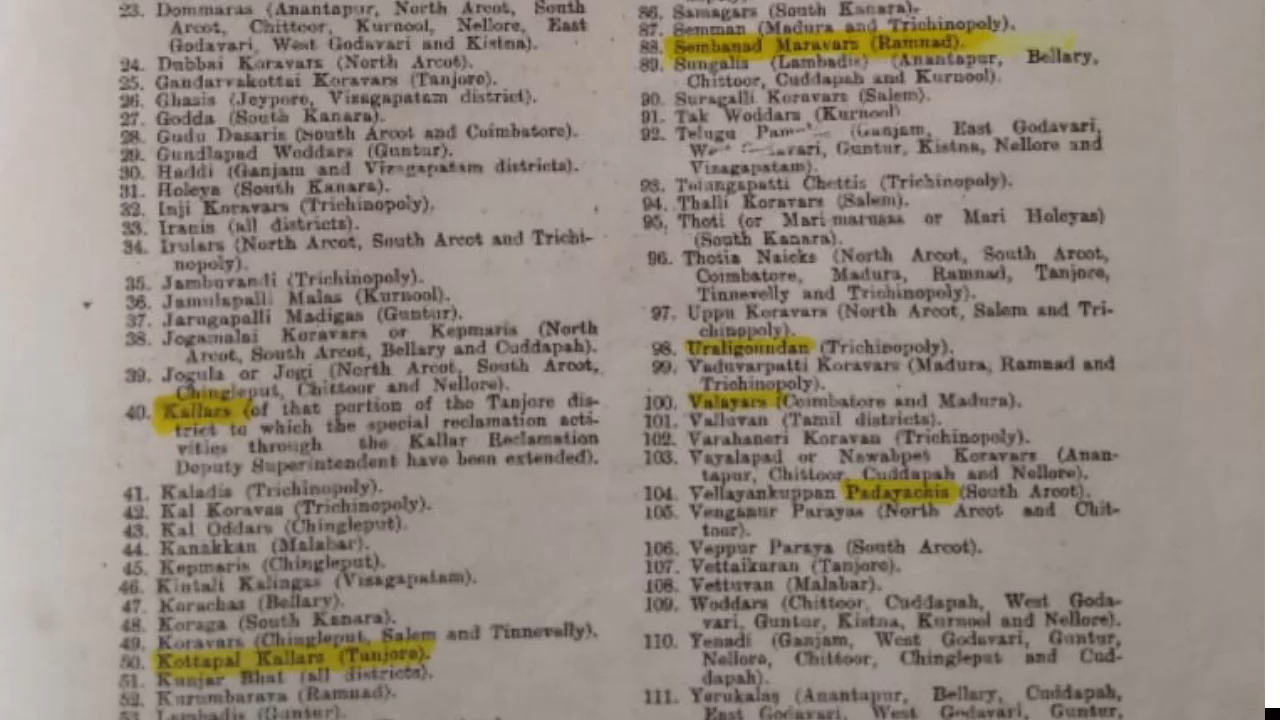 23. Dommaras (Anantapur, North Arcot, South
Arcot, Chittoor, Kurnool, Nellore, East
Godavari, West Godavari and Kistna).
24. Dabbai Koravars (North Arcot).
25. Gandarvakottai Koravars (Tanjore).
26. Ghasis (Jeypore, Vizagapatam district).
27. Godda (South Kanara).
28. Gudu Dasaris (South Arcot and Coimbatore).
29. Gundlapad Woddars (Guntur).
30. Haddi (Ganjam and Vizagapatam districts).
31. Holeya (South Kanara).
32. Inji Koravars (Trichinopoly).
33. Iranis (all districts).
34. Irulars (North Arcot, South Arcot and Trichi-
nopoly).
35. Jambuvandi (Trichinopoly).
36. Jamulapalli Malas (Kurnool).
37. Jarugapalli Madigas (Guntur).
38. Jogamalai Koravars or Kepmaris (North
Arcot, South Arcot, Bellary and Cuddapah).
39. Jogula or Jogi (North Arcot, South Arcot,
Chingleput, Chittoor and Nellore).
40. Kallars (of that portion of the Tanjore dis-
trict to which the special reclamation acti-
vities through the Kallar Reclamation
Deputy Superintendent have been extended).
41. Kaladis (Trichinopoly).
42. Kal Koravas (Trichinopoly).
43. Kal Oddars (Chingleput).
44. Kanakkan (Malabar).
45. Kepmaris (Chingleput).
46. Kintali Kalingas (Visagapatam).
47. Korachas (Bellary).
48. Koraga (South Kanara).
49. Koravars (Chingleput, Salem and Tinnevelly).
50. Kottapal Kallars (Tanjore).
51. Kunjar Bhat (all districts).
52. Kurumbarava (Ramnad).
53. Lambadis (Guntur).
86. Samagars (South Kanara).
87. Semman (Madura and Trichinopoly).
88. Sembanad Maravars (Ramnad).
89. Sungalis (Lambadis) (Anantapur, Bellary,
Chittoor, Cuddapah and Kurnool).
90. Suragalli Koravars (Salem).
91. Tak Woddars (Kurnool)
92. Telugu (Ganjam, East Godavari,
Guntur, Kistna, Nellore and
Visagapatam).
93. Telungapatti Chettis (Trichinopoly).
94. Thalli Koravars (Salem).
95. Thoti (or Mari or Mari Holeyas)
(South Kanara).
96. Thotia Naicks (North Arcot, South Arcot,
Coimbatore, Madura, Ramnad, Tanjore,
Tinnevelly and Trichinopoly).
97. Uppu Koravars (North Arcot, Salem and Tri-
chinopoly).
98. Uraligoundan (Trichinopoly).
99. Vaduvarpatti Koravars (Madura, Ramnad and
Trichinopoly).
100. Valayars (Coimbatore and Madura).
101. Valluvan (Tamil districts).
102. Varahaneri Koravan (Trichinopoly).
103. Vayalapad or Nawabpet Koravars (Anan-
tapur, Chittoor, Cuddapah and Nellore).
104. Vellayankuppan Padayachis (South Arcot).
105. Venganur Parayas (North Arcot and Chit-
toor).
106. Veppur Paraya (South Arcot).
107. Vettaikaran (Tanjore).
108. Vettuvan (Malabar).
109. Woddars (Chittoor, Cuddapah, West Goda-
vari, Guntur, Kistna, Kurnool and Nellore).
110. Yenadi (Ganjam, West Godavari, Guntur,
Nellore, Chittoor, Chingleput and Cud-
dapah).
111. Yerukalas (Anantapur, Bellary, Cuddapah,
East Godavari, West Godavari, Guntur,